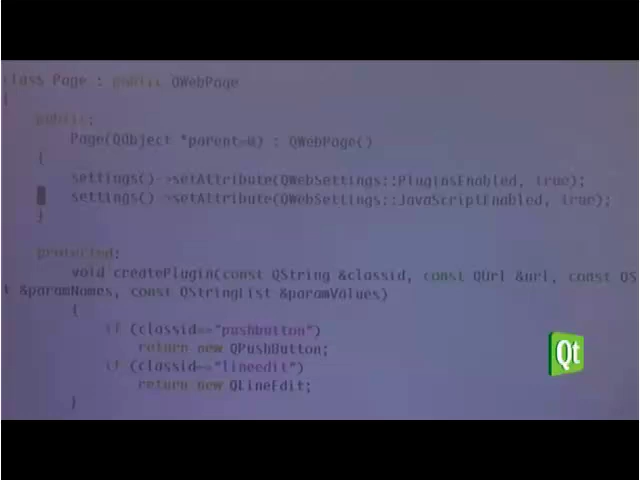 class Page : public QWebPage
{
public:
Page(QObject *parent=0) : QWebPage()
{
settings()->setAttribute(QWebSettings::PluginsEnabled, true);
settings()->setAttribute(QWebSettings::JavaScriptEnabled, true);
}
protected:
void createPlugin(const QString &classid, const QUrl &url, const QS
t &paramNames, const QStringList &paramValues)
{
if (classid=="pushbutton")
return new QPushButton;
if (classid=="lineedit")
return new QLineEdit;
}
Qt